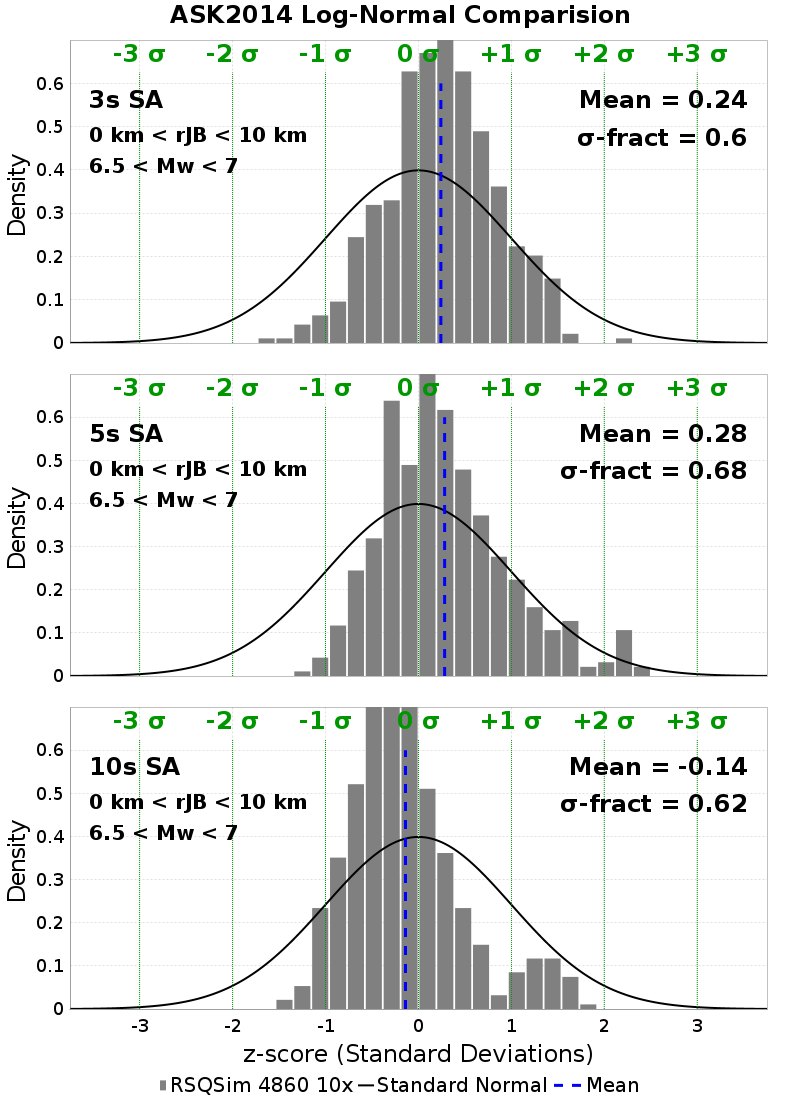 ASK2014 Log-Normal Comparision
-3 σ -2 σ -1 σ 0 σ +1 σ +2 σ +3 σ
3s SA
0 km < rJB < 10 km
6.5 < Mw < 7
Mean = 0.24
σ-fract = 0.6
Density
0.6
0.5
0.4
0.3
0.2
0.1
0
-3 σ -2 σ -1 σ 0 σ +1 σ +2 σ +3 σ
5s SA
0 km < rJB < 10 km
6.5 < Mw < 7
Mean = 0.28
σ-fract = 0.68
Density
0.6
0.5
0.4
0.3
0.2
0.1
0
-3 σ -2 σ -1 σ 0 σ +1 σ +2 σ +3 σ
10s SA
0 km < rJB < 10 km
6.5 < Mw < 7
Mean = -0.14
σ-fract = 0.62
Density
0.6
0.5
0.4
0.3
0.2
0.1
0
-3 -2 -1 0 1 2 3
z-score (Standard Deviations)
RSQSim 4860 10x Standard Normal Mean